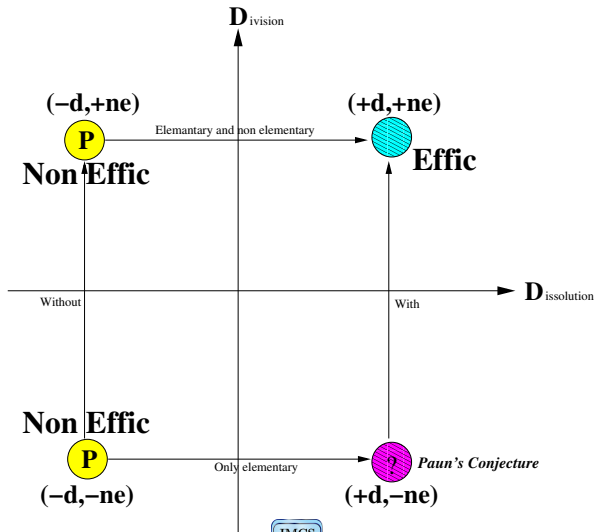 Division
(−d,+ne)
(+d,+ne)
Elemantary and non elementary
P
Effic
Non Effic
Dissolution
Without
With
Non Effic
P
?
Paun's Conjecture
Only elementary
(−d,−ne)
(+d,−ne)
IMCS